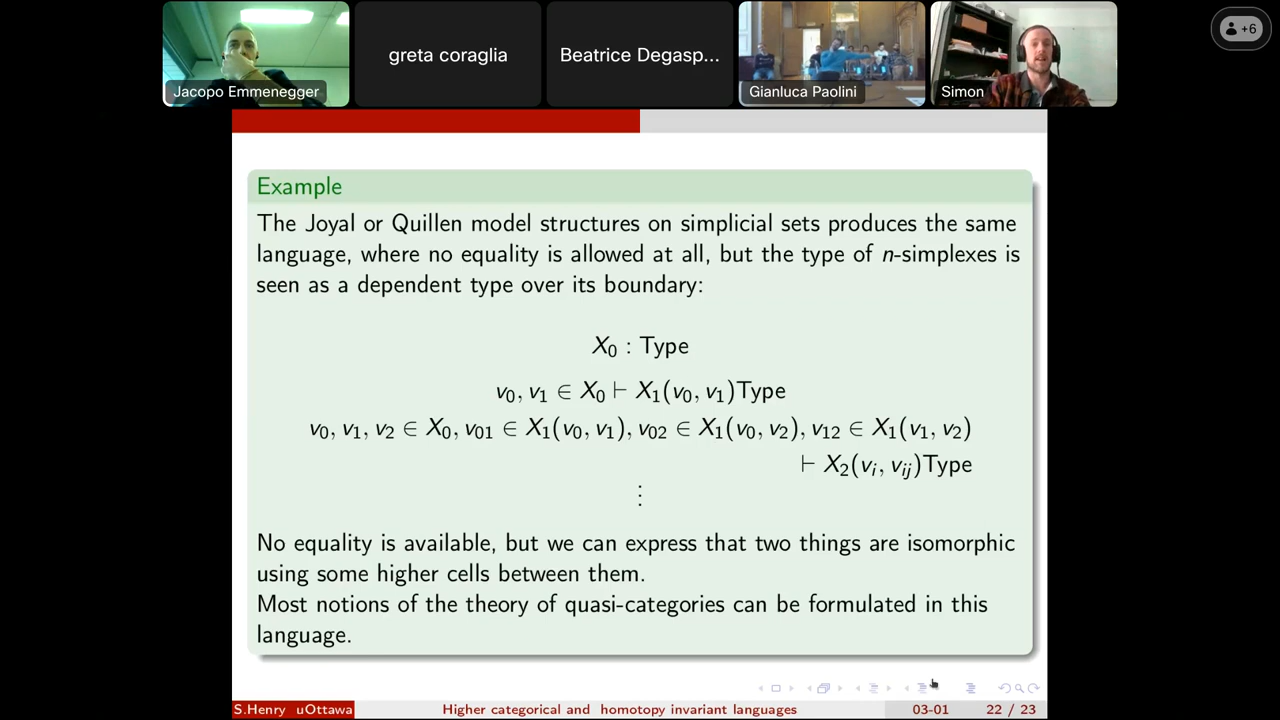 +6
Jacopo Emmenegger
greta coraglia
Beatrice Degasp...
Gianluca Paolini
Simon
Example
The Joyal or Quillen model structures on simplicial sets produces the same
language, where no equality is allowed at all, but the type of n-simplexes is
seen as a dependent type over its boundary:
X₀ : Type
v₀, v₁ ∈ X₀ ⊢ X₁(v₀, v₁)Type
v₀, v₁, v₂ ∈ X₀, v₀₁ ∈ X₁(v₀, v₁), v₀₂ ∈ X₁(v₀, v₂), v₁₂ ∈ X₁(v₁, v₂)
⊢ X₂(vᵢ, vᵢⱼ)Type
⋮
No equality is available, but we can express that two things are isomorphic
using some higher cells between them.
Most notions of the theory of quasi-categories can be formulated in this
language.
S.Henry uOttawa
Higher categorical and homotopy invariant languages
03-01
22 / 23